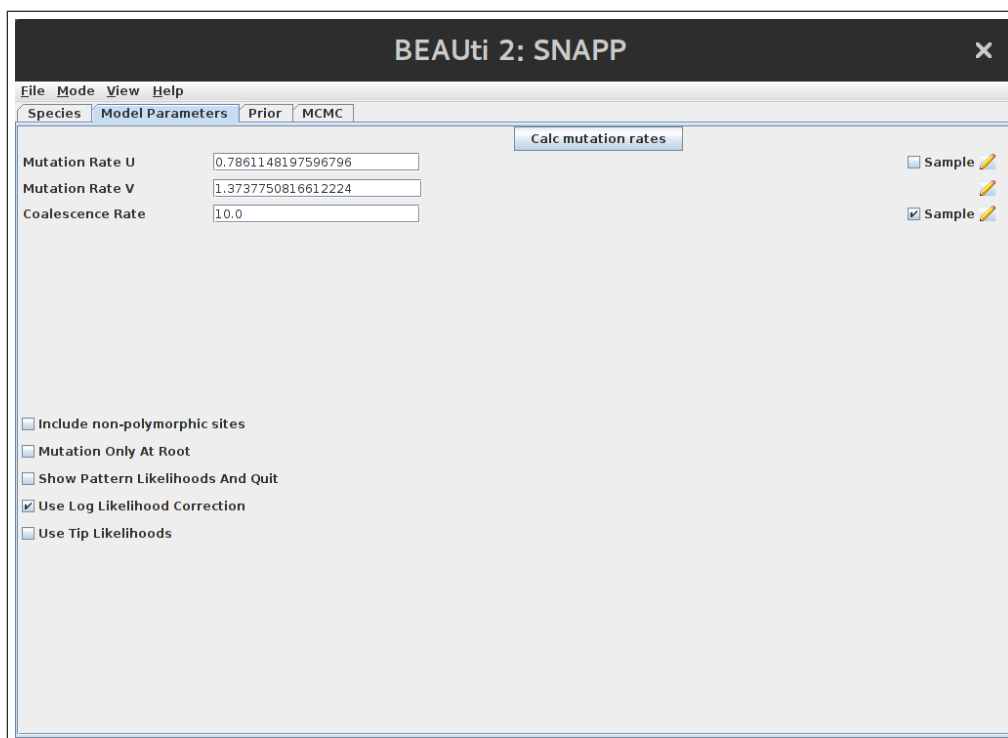 BEAUti 2: SNAPP
File Mode View Help
Species Model Parameters Prior MCMC
Calc mutation rates
Mutation Rate U 0.7861148197596796 Sample
Mutation Rate V 1.3737750816612224
Coalescence Rate 10.0 Sample
Include non-polymorphic sites
Mutation Only At Root
Show Pattern Likelihoods And Quit
Use Log Likelihood Correction
Use Tip Likelihoods